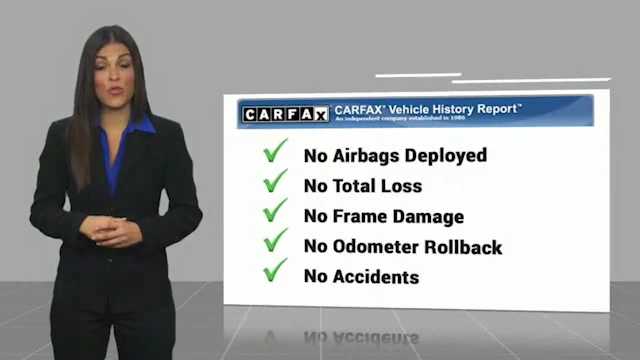 CARFAX CARFAX® Vehicle History Report™
An independent company established in 1986
No Airbags Deployed
No Total Loss
No Frame Damage
No Odometer Rollback
No Accidents